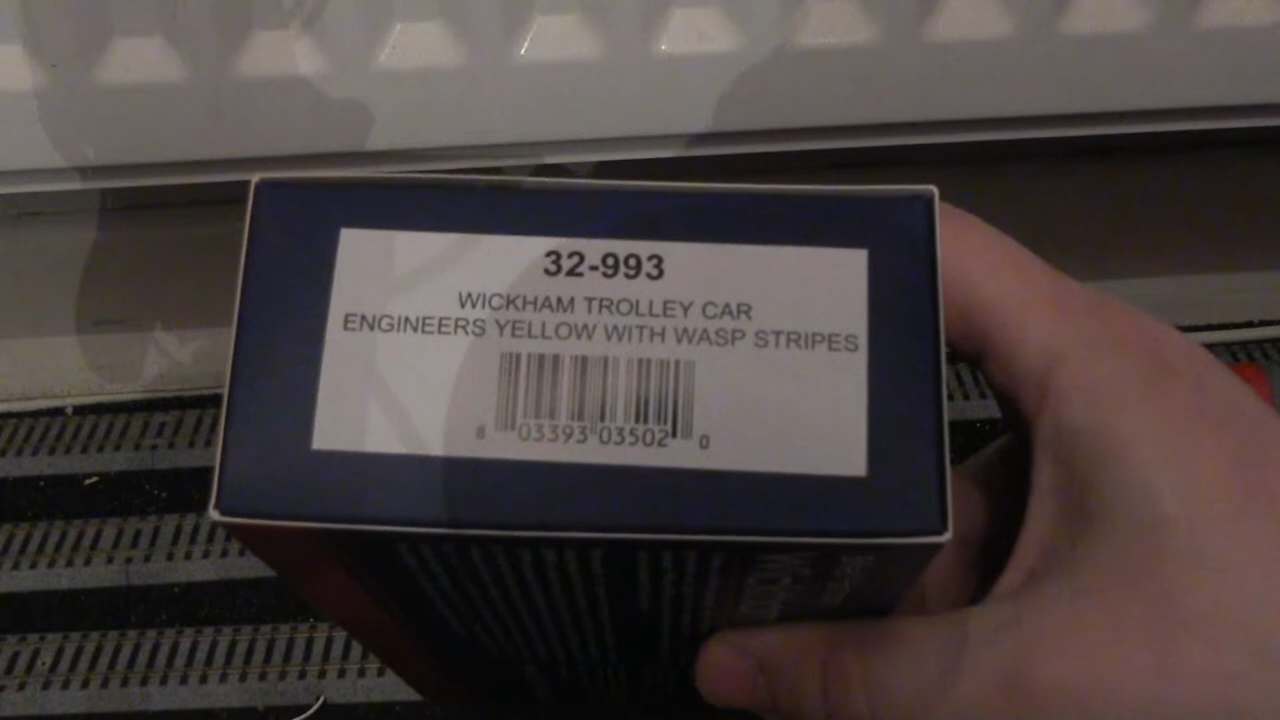 32-993
WICKHAM TROLLEY CAR
ENGINEERS YELLOW WITH WASP STRIPES
8 03393 03502 0